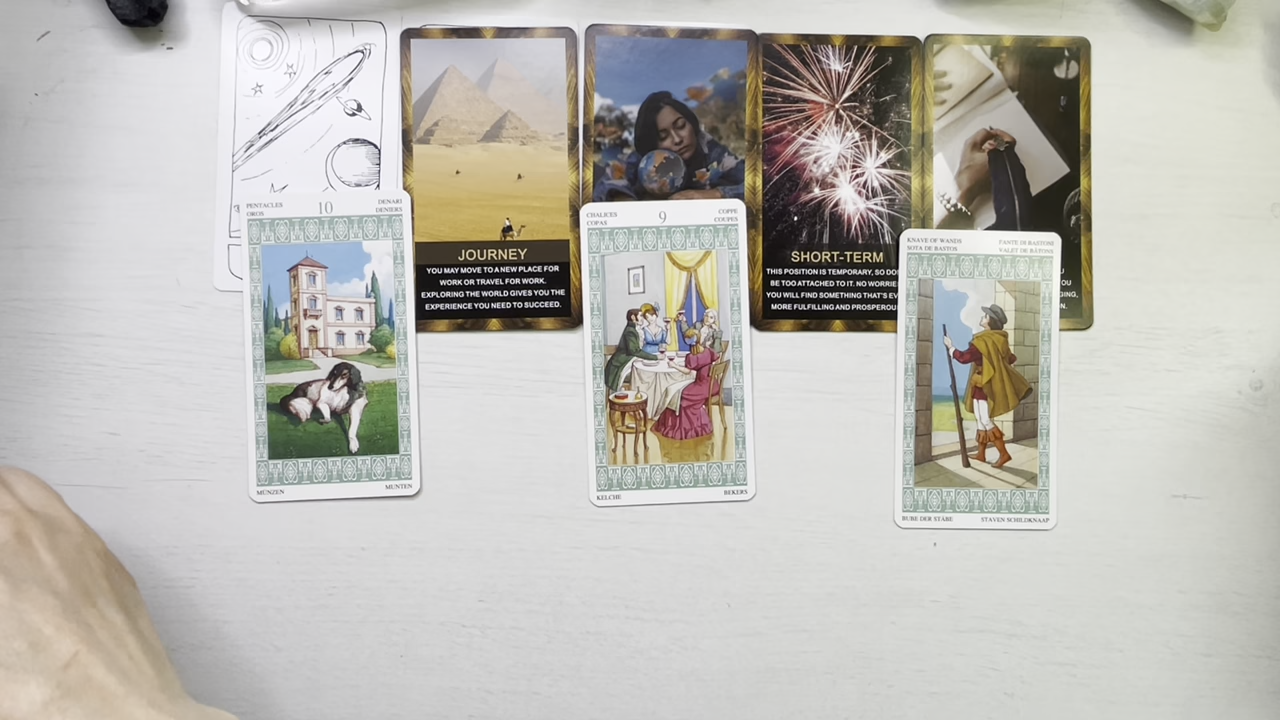 JOURNEY
YOU MAY MOVE TO A NEW PLACE FOR
WORK OR TRAVEL FOR WORK.
EXPLORING THE WORLD GIVES YOU THE
EXPERIENCE YOU NEED TO SUCCEED.
SHORT-TERM
THIS POSITION IS TEMPORARY, SO DO
BE TOO ATTACHED TO IT. NO WORRIE
YOU WILL FIND SOMETHING THAT'S EV
MORE FULFILLING AND PROSPEROU
OU
GING,
N.
PENTACLES 10 DENARI
OROS DENIERS
MÜNZEN MUNTEN
CHALICES 9 COPPE
COPAS COUPES
KELCHE BEKERS
KNAVE OF WANDS FANTE DI BASTONI
SOTA DE BASTOS VALET DE BÂTONS
BUBE DER STÄBE STAVEN SCHILDKNAAP